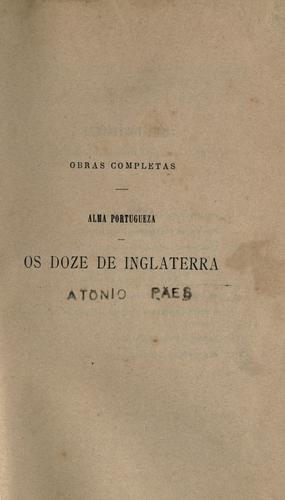 OBRAS COMPLETAS
ALMA PORTUGUEZA
OS DOZE DE INGLATERRA
ATONIO PAES